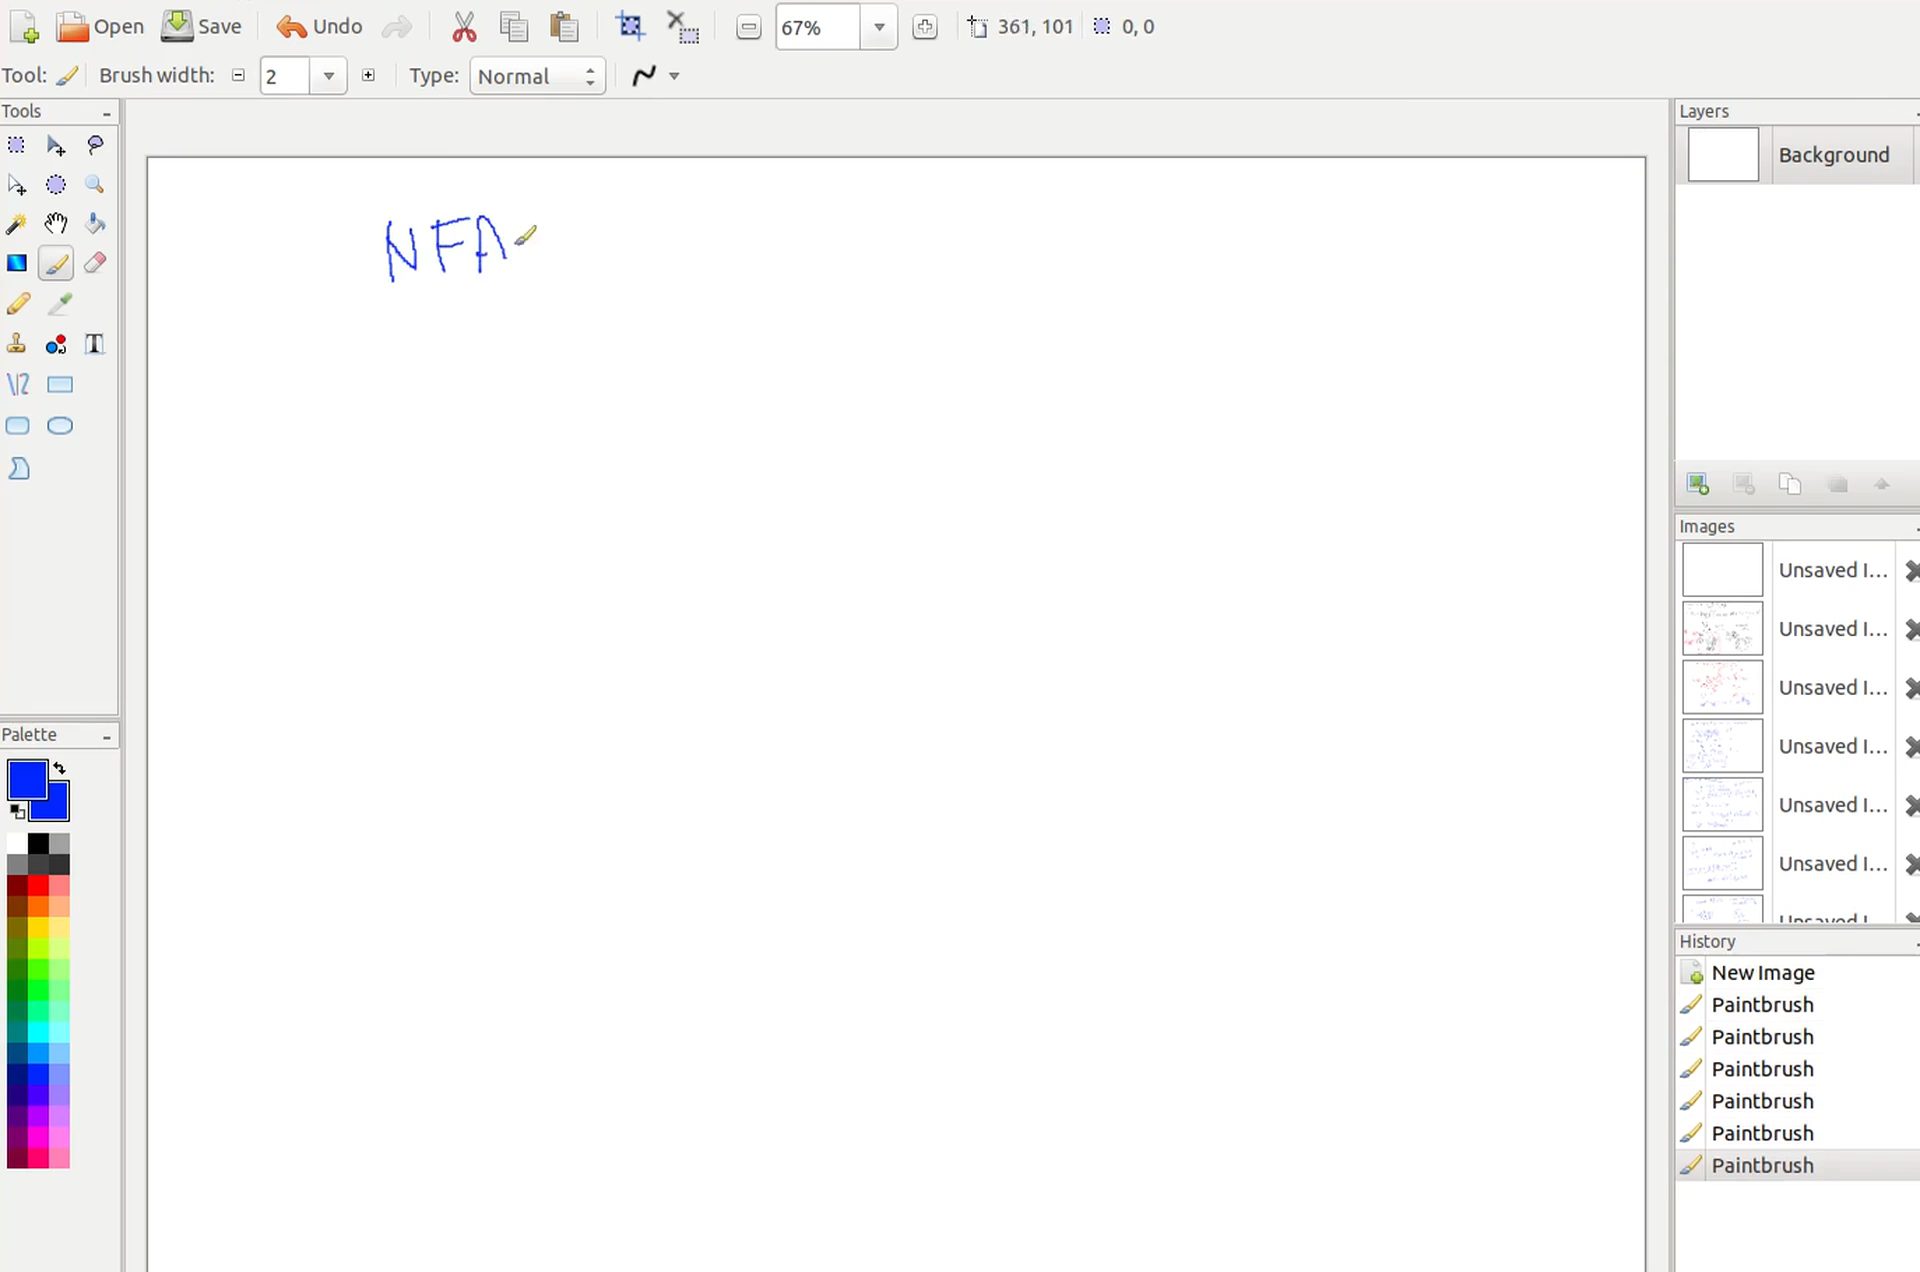 Open Save Undo 67% 361, 101 0, 0
Tool: Brush width: 2 Type: Normal
Tools
Layers
Background
NFA
Images
Unsaved I...
Unsaved I...
Unsaved I...
Unsaved I...
Unsaved I...
Unsaved I...
Palette
History
New Image
Paintbrush
Paintbrush
Paintbrush
Paintbrush
Paintbrush
Paintbrush